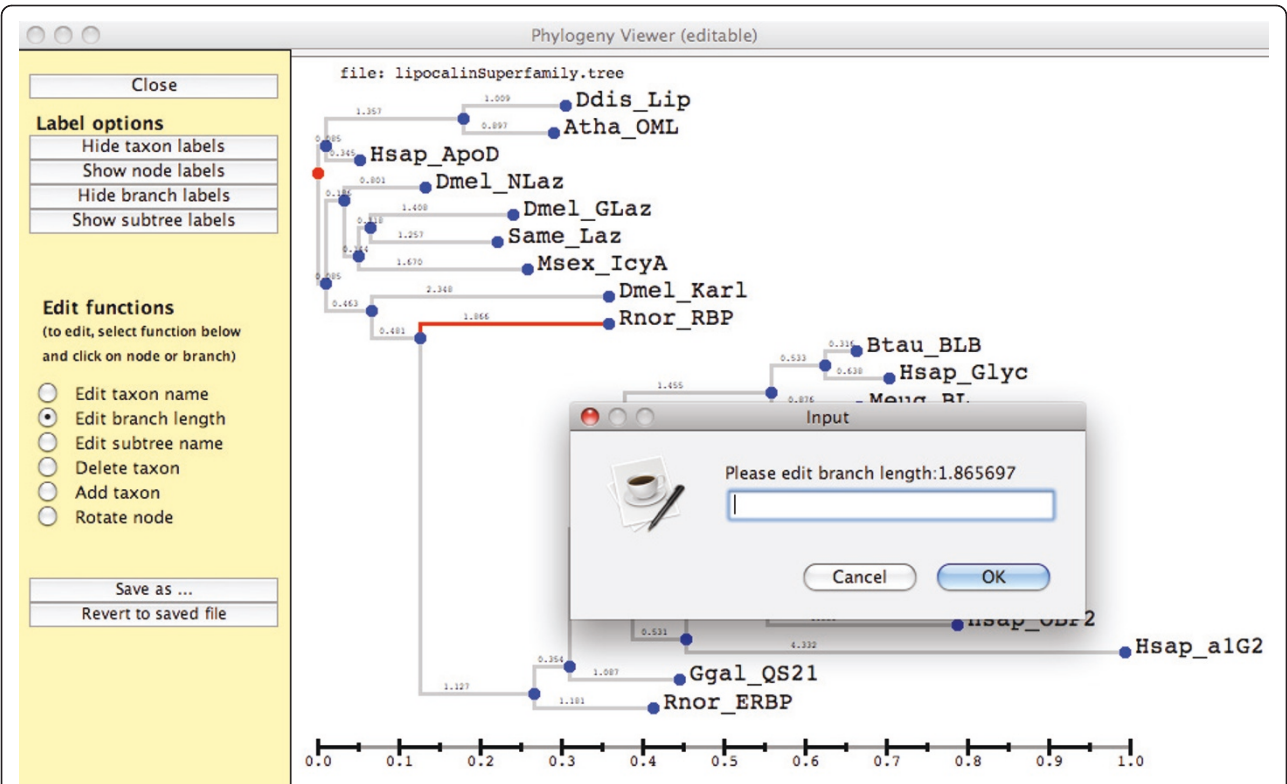 Phylogeny Viewer (editable)
Close
Label options
Hide taxon labels
Show node labels
Hide branch labels
Show subtree labels
Edit functions
(to edit, select function below
and click on node or branch)
Edit taxon name
Edit branch length
Edit subtree name
Delete taxon
Add taxon
Rotate node
Save as ...
Revert to saved file
file: lipocalinSuperfamily.tree
1.009
Ddis_Lip
1.357
0.897
Atha_OML
0.345
Hsap_ApoD
0.801
Dmel_NLaz
1.408
Dmel_GLaz
1.257
Same_Laz
1.670
Msex_IcyA
2.348
Dmel_Karl
0.463
1.866
Rnor_RBP
0.481
Btau_BLB
0.533
0.638
Hsap_Glyc
1.455
0.876
Meug_BL
Input
Please edit branch length:1.865697
Cancel
OK
Hsap_OBP2
0.531
4.332
Hsap_a1G2
0.354
1.087
Ggal_QS21
1.127
1.181
Rnor_ERBP
0.0 0.1 0.2 0.3 0.4 0.5 0.6 0.7 0.8 0.9 1.0